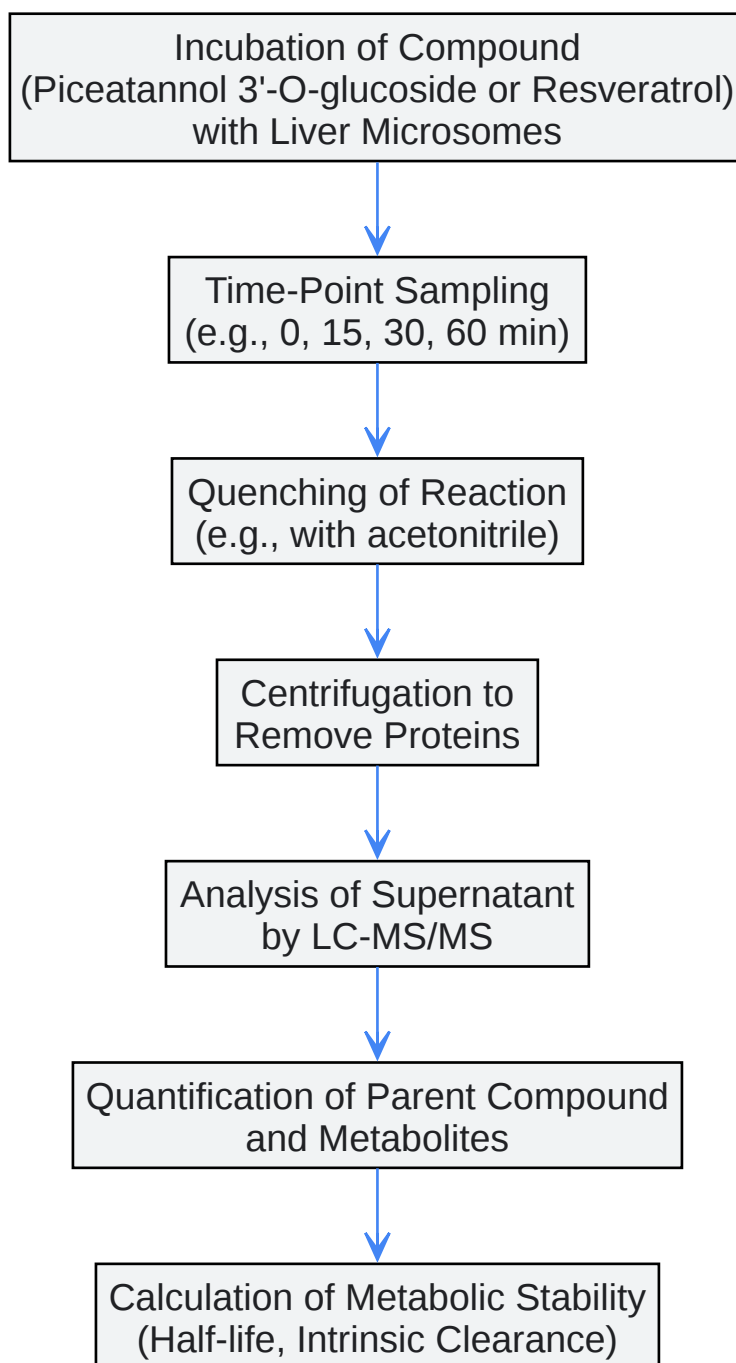 Incubation of Compound
(Piceatannol 3'-O-glucoside or Resveratrol)
with Liver Microsomes
Time-Point Sampling
(e.g., 0, 15, 30, 60 min)
Quenching of Reaction
(e.g., with acetonitrile)
Centrifugation to
Remove Proteins
Analysis of Supernatant
by LC-MS/MS
Quantification of Parent Compound
and Metabolites
Calculation of Metabolic Stability
(Half-life, Intrinsic Clearance)